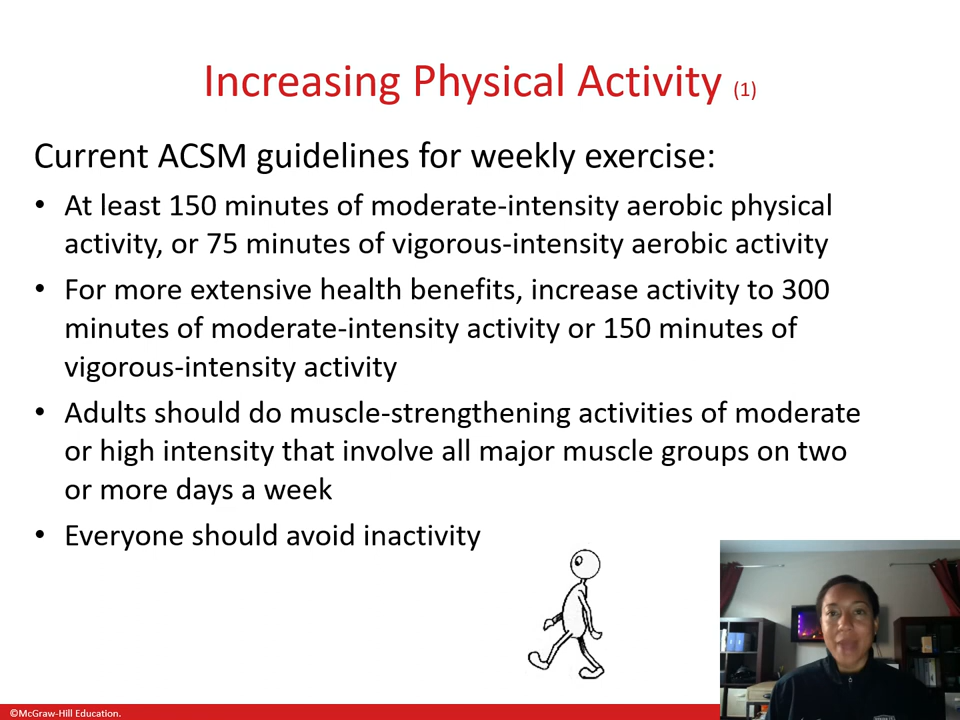 Increasing Physical Activity (1)
Current ACSM guidelines for weekly exercise:
• At least 150 minutes of moderate-intensity aerobic physical
activity, or 75 minutes of vigorous-intensity aerobic activity
• For more extensive health benefits, increase activity to 300
minutes of moderate-intensity activity or 150 minutes of
vigorous-intensity activity
• Adults should do muscle-strengthening activities of moderate
or high intensity that involve all major muscle groups on two
or more days a week
• Everyone should avoid inactivity
©McGraw-Hill Education.